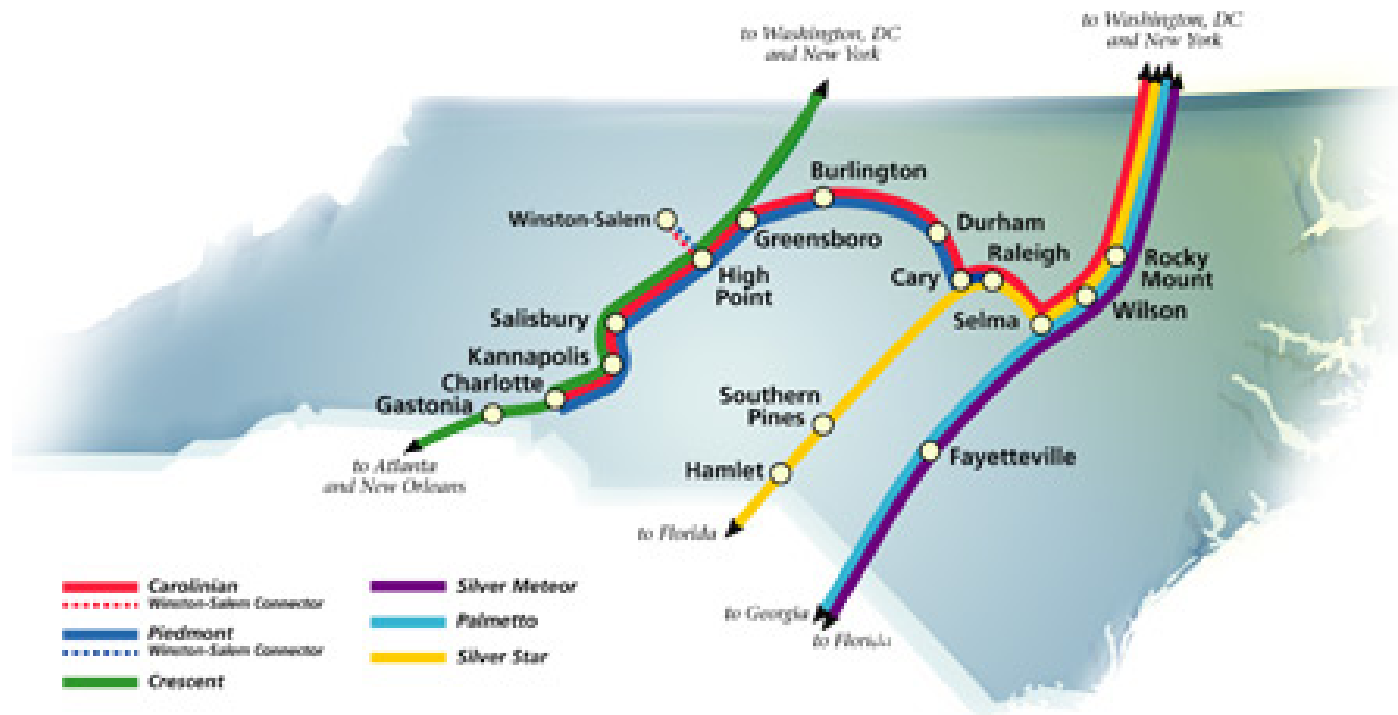 to Washington, DC
and New York
to Washington, DC
and New York
Burlington
Winston-Salem
Greensboro
Durham
Raleigh
Cary
High
Point
Rocky
Mount
Wilson
Selma
Salisbury
Kannapolis
Charlotte
Gastonia
Southern
Pines
Hamlet
Fayetteville
to Atlanta
and New Orleans
to Florida
to Georgia
to Florida
Carolinian
Winston-Salem Connector
Piedmont
Winston-Salem Connector
Crescent
Silver Meteor
Palmetto
Silver Star